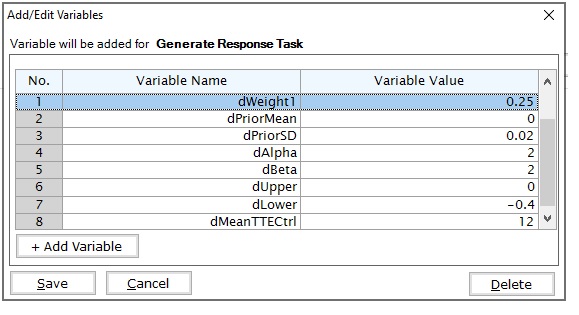 Add/Edit Variables
Variable will be added for Generate Response Task
No. Variable Name Variable Value
1 dWeight1 0.25
2 dPriorMean 0
3 dPriorSD 0.02
4 dAlpha 2
5 dBeta 2
6 dUpper 0
7 dLower -0.4
8 dMeanTTECtrl 12
+ Add Variable
Save Cancel Delete